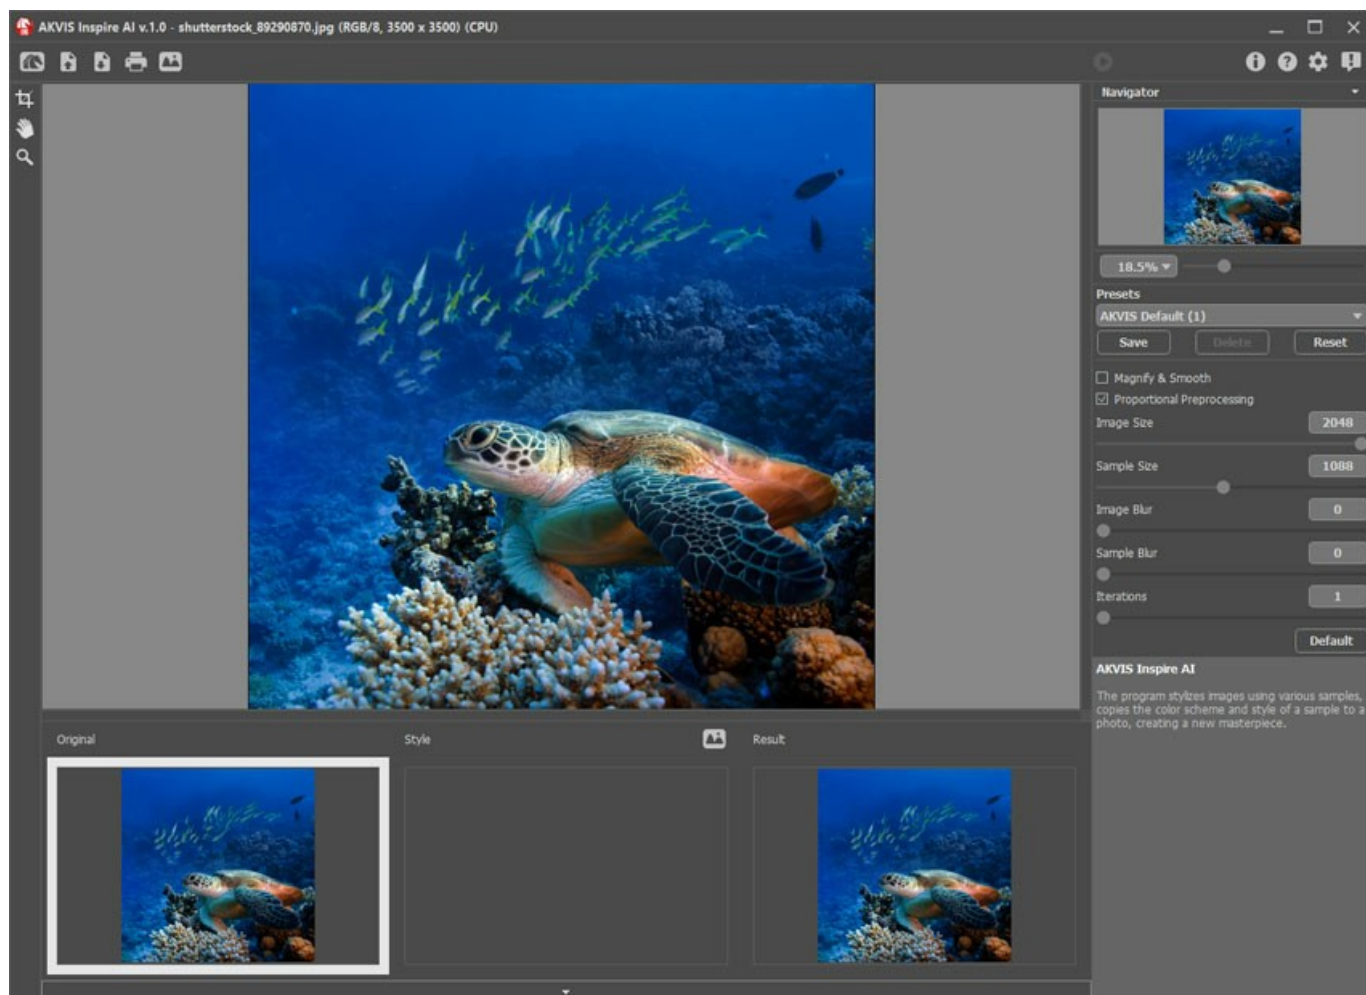 AKVIS Inspire AI v.1.0 - shutterstock_89290870.jpg (RGB/8, 3500 x 3500) (CPU)
Navigator
18.5%
Presets
AKVIS Default (1)
Save Delete Reset
Magnify & Smooth
Proportional Preprocessing
Image Size 2048
Sample Size 1088
Image Blur 0
Sample Blur 0
Iterations 1
Default
AKVIS Inspire AI
The program stylizes images using various samples,
copies the color scheme and style of a sample to a
photo, creating a new masterpiece.
Original Style Result